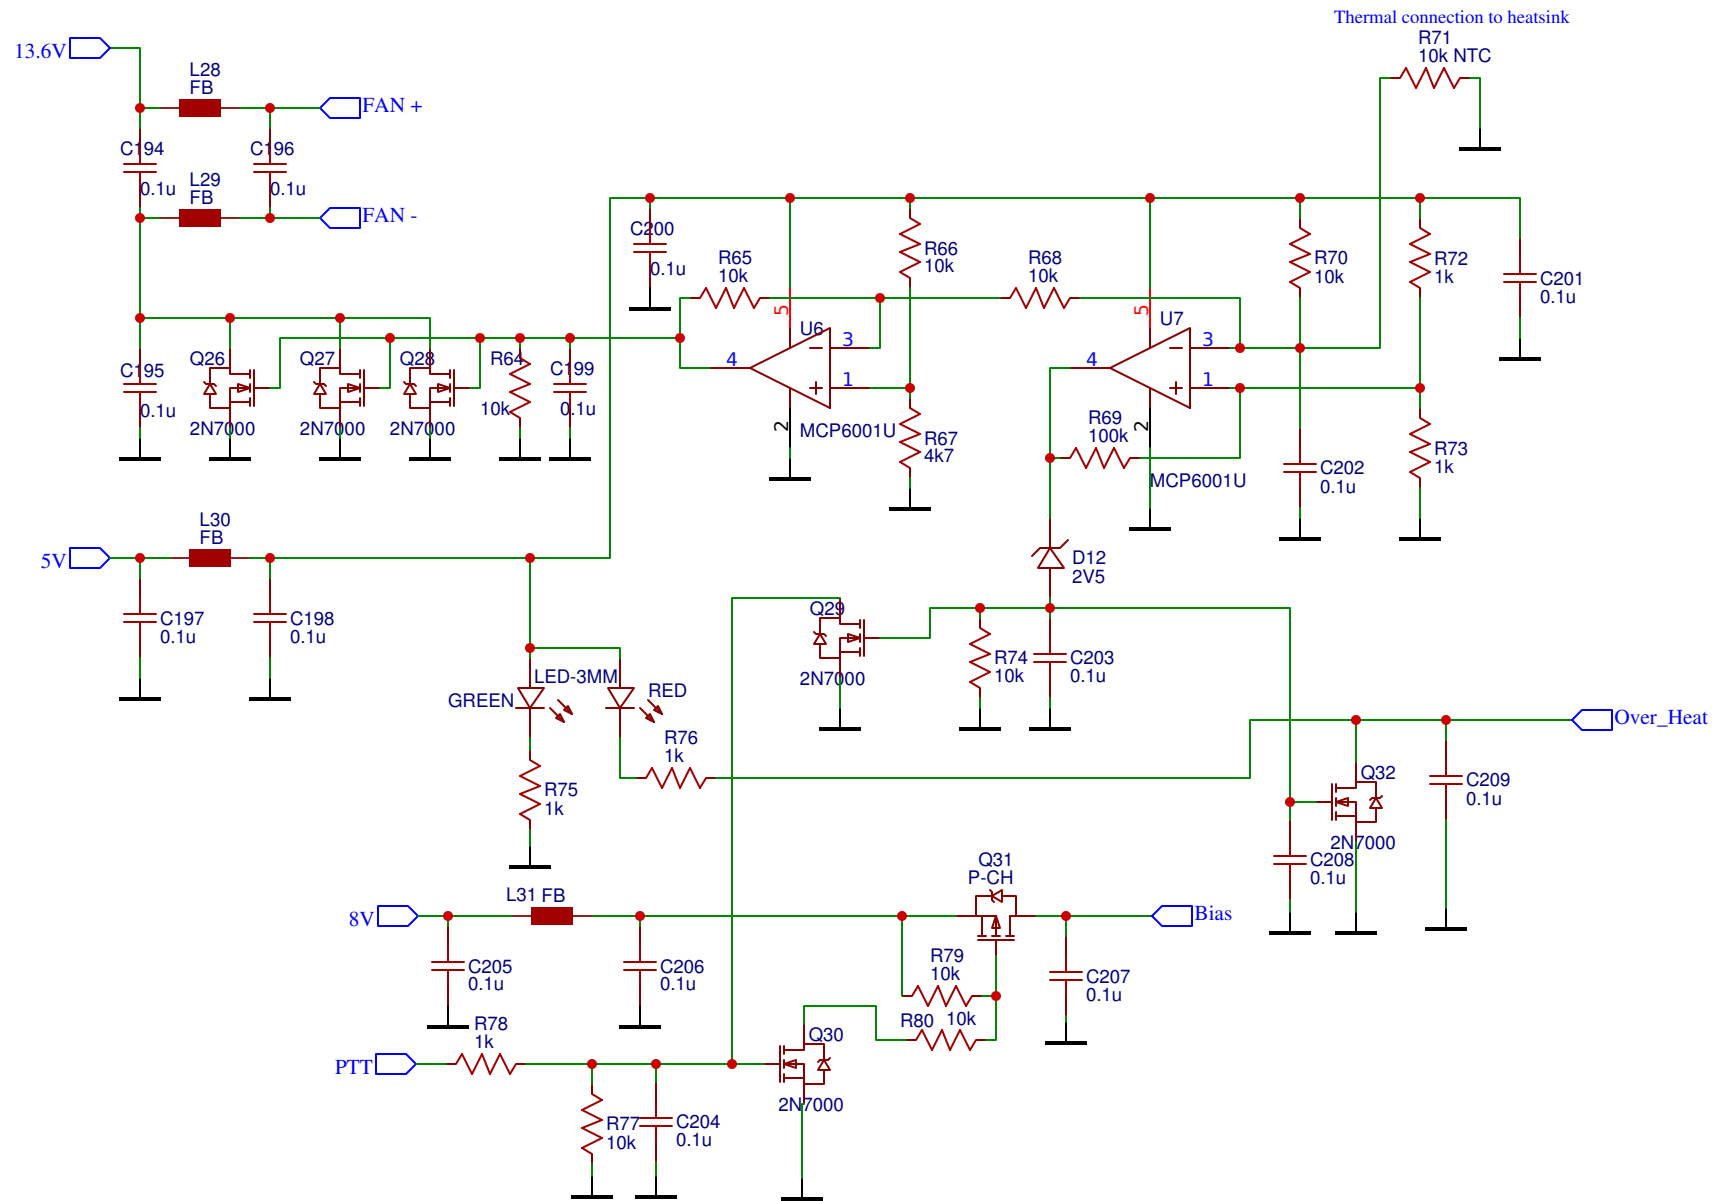 Thermal connection to heatsink
R71
10k NTC
13.6V
L28
FB
FAN +
C194
0.1u
C196
0.1u
L29
FB
FAN -
C200
0.1u
R65
10k
R66
10k
R68
10k
R70
10k
R72
1k
C201
0.1u
5
U6
3
4
1
2
MCP6001U
5
U7
3
4
1
2
MCP6001U
C195
0.1u
Q26
2N7000
Q27
2N7000
Q28
2N7000
R64
10k
C199
0.1u
R67
4k7
R69
100k
C202
0.1u
R73
1k
5V
L30
FB
C197
0.1u
C198
0.1u
D12
2V5
Q29
2N7000
R74
10k
C203
0.1u
LED-3MM
GREEN
RED
R76
1k
R75
1k
Over_Heat
Q32
2N7000
C209
0.1u
C208
0.1u
Q31
P-CH
8V
L31 FB
Bias
C205
0.1u
C206
0.1u
R79
10k
C207
0.1u
R80 10k
R78
1k
PTT
Q30
2N7000
R77
10k
C204
0.1u